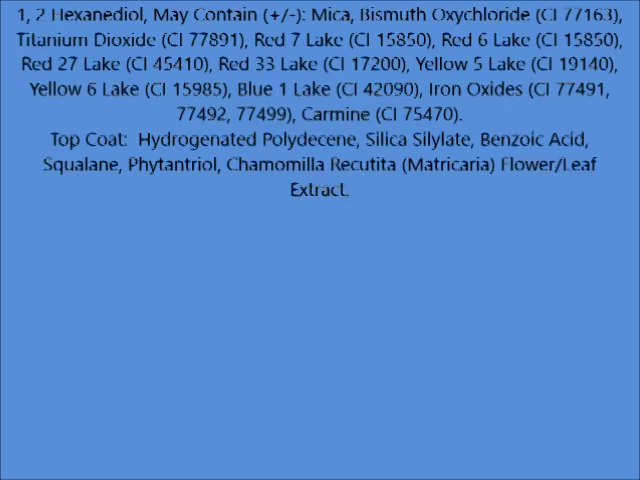 1, 2 Hexanediol, May Contain (+/-): Mica, Bismuth Oxychloride (CI 77163),
Titanium Dioxide (CI 77891), Red 7 Lake (CI 15850), Red 6 Lake (CI 15850),
Red 27 Lake (CI 45410), Red 33 Lake (CI 17200), Yellow 5 Lake (CI 19140),
Yellow 6 Lake (CI 15985), Blue 1 Lake (CI 42090), Iron Oxides (CI 77491,
77492, 77499), Carmine (CI 75470).
Top Coat:  Hydrogenated Polydecene, Silica Silylate, Benzoic Acid,
Squalane, Phytantriol, Chamomilla Recutita (Matricaria) Flower/Leaf
Extract.